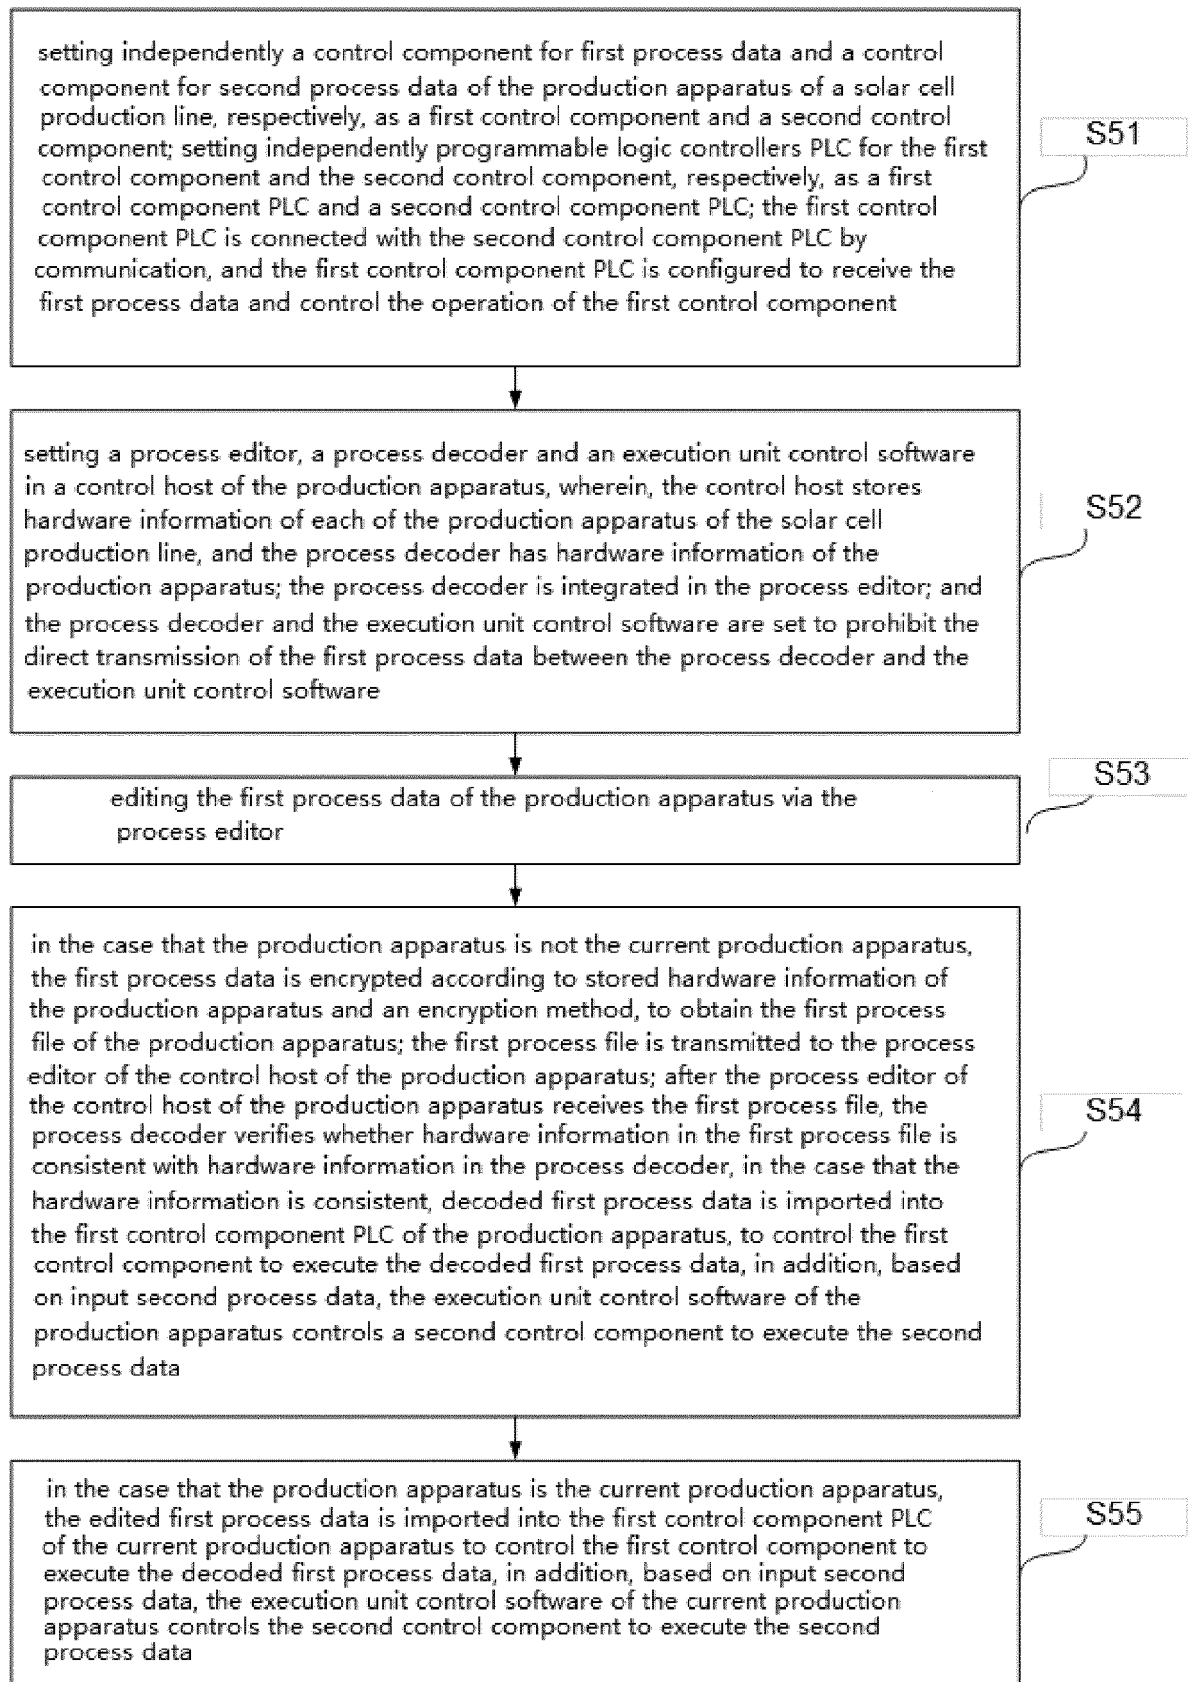 setting independently a control component for first process data and a control
component for second process data of the production apparatus of a solar cell
production line, respectively, as a first control component and a second control
component; setting independently programmable logic controllers PLC for the first
control component and the second control component, respectively, as a first
control component PLC and a second control component PLC; the first control
component PLC is connected with the second control component PLC by
communication, and the first control component PLC is configured to receive the
first process data and control the operation of the first control component
S51
setting a process editor, a process decoder and an execution unit control software
in a control host of the production apparatus, wherein, the control host stores
hardware information of each of the production apparatus of the solar cell
production line, and the process decoder has hardware information of the
production apparatus; the process decoder is integrated in the process editor; and
the process decoder and the execution unit control software are set to prohibit the
direct transmission of the first process data between the process decoder and the
execution unit control software
S52
editing the first process data of the production apparatus via the
process editor
S53
in the case that the production apparatus is not the current production apparatus,
the first process data is encrypted according to stored hardware information of
the production apparatus and an encryption method, to obtain the first process
file of the production apparatus; the first process file is transmitted to the process
editor of the control host of the production apparatus; after the process editor of
the control host of the production apparatus receives the first process file, the
process decoder verifies whether hardware information in the first process file is
consistent with hardware information in the process decoder, in the case that the
hardware information is consistent, decoded first process data is imported into
the first control component PLC of the production apparatus, to control the first
control component to execute the decoded first process data, in addition, based
on input second process data, the execution unit control software of the
production apparatus controls a second control component to execute the second
process data
S54
in the case that the production apparatus is the current production apparatus,
the edited first process data is imported into the first control component PLC
of the current production apparatus to control the first control component to
execute the decoded first process data, in addition, based on input second
process data, the execution unit control software of the current production
apparatus controls the second control component to execute the second
process data
S55